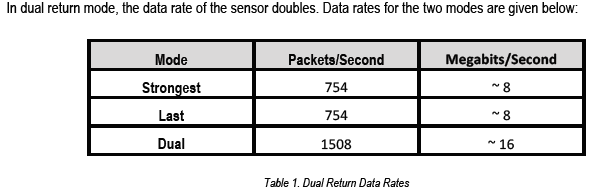 In dual return mode, the data rate of the sensor doubles. Data rates for the two modes are given below:
Mode Packets/Second Megabits/Second
Strongest 754 ~ 8
Last 754 ~ 8
Dual 1508 ~ 16
Table 1. Dual Return Data Rates